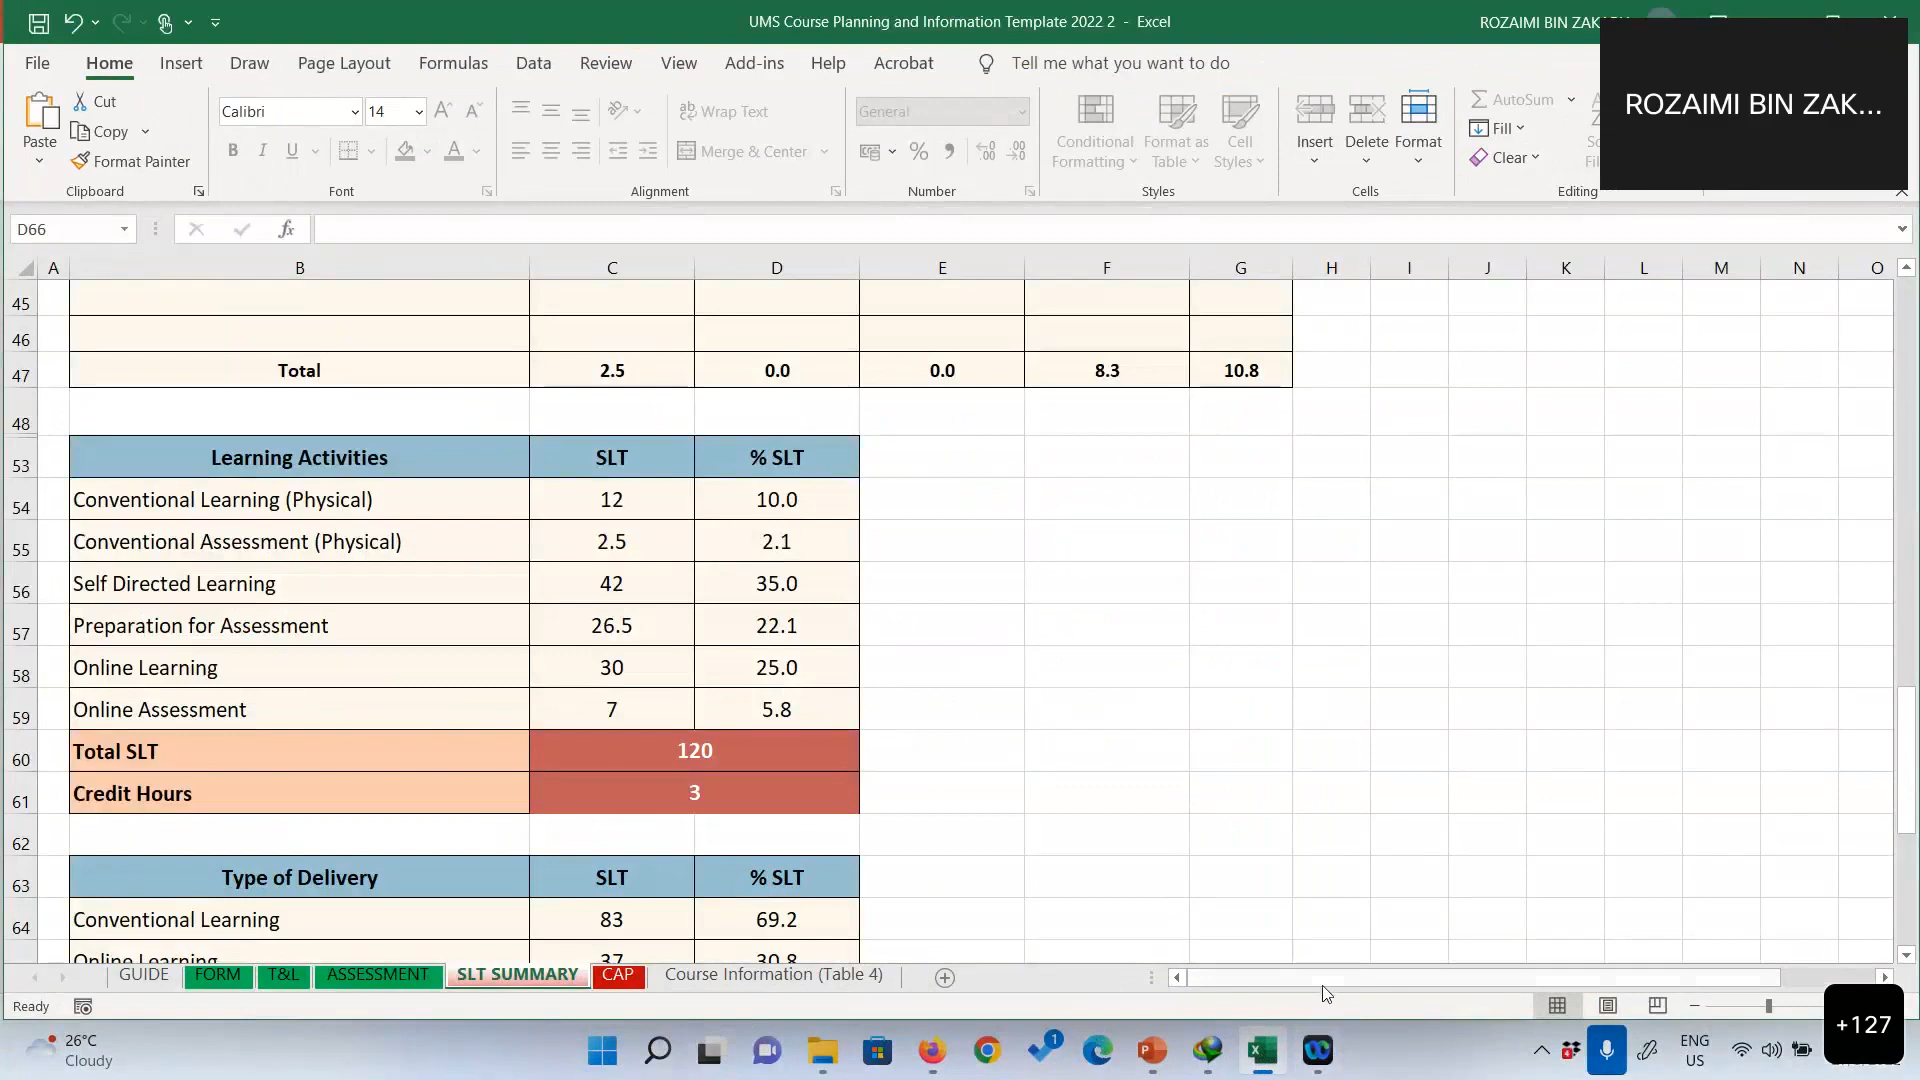 UMS Course Planning and Information Template 2022 2 - Excel
ROZAIMI BIN
File Home Insert Draw Page Layout Formulas Data Review View Add-ins Help Acrobat Tell me what you want to do
ROZAIMI BIN ZAK...
Paste
Cut
Copy
Format Painter
Clipboard
Calibri 14
B I U
Font
Wrap Text
Merge & Center
Alignment
General
Number
Conditional Formatting
Format as Table
Cell Styles
Styles
Insert Delete Format
Cells
AutoSum
Fill
Clear
Editing
D66
fx
A B C D E F G H I J K L M N O
45
46
47 Total 2.5 0.0 0.0 8.3 10.8
48
53 Learning Activities SLT % SLT
54 Conventional Learning (Physical) 12 10.0
55 Conventional Assessment (Physical) 2.5 2.1
56 Self Directed Learning 42 35.0
57 Preparation for Assessment 26.5 22.1
58 Online Learning 30 25.0
59 Online Assessment 7 5.8
60 Total SLT 120
61 Credit Hours 3
62
63 Type of Delivery SLT % SLT
64 Conventional Learning 83 69.2
Online Learning 37 30.8
GUIDE FORM T&L ASSESSMENT SLT SUMMARY CAP Course Information (Table 4)
Ready
+127
26°C
Cloudy
1
4
ENG
US